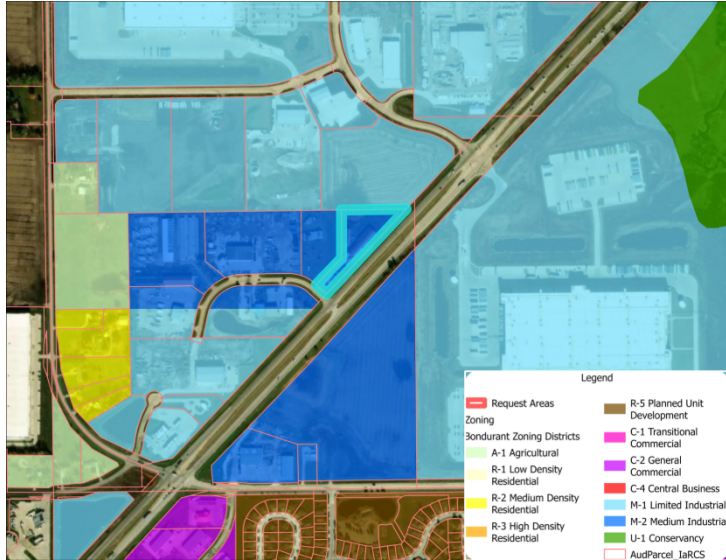 Legend
Request Areas
Zoning
Bondurant Zoning Districts
A-1 Agricultural
R-1 Low Density
Residential
R-2 Medium Density
Residential
R-3 High Density
Residential
R-5 Planned Unit
Development
C-1 Transitional
Commercial
C-2 General
Commercial
C-4 Central Business
M-1 Limited Industrial
M-2 Medium Industrial
U-1 Conservancy
AudParcel_IaRCS